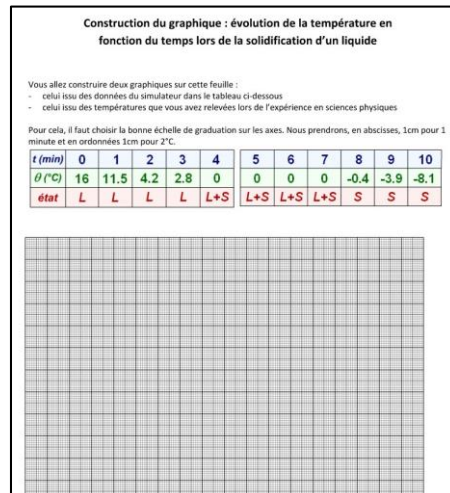 Construction du graphique : évolution de la température en
fonction du temps lors de la solidification d'un liquide
Vous allez construire deux graphiques sur cette feuille :
- celui issu des données du simulateur dans le tableau ci-dessous
- celui issu des températures que vous avez relevées lors de l'expérience en sciences physiques
Pour cela, il faut choisir la bonne échelle de graduation sur les axes. Nous prendrons, en abscisses, 1cm pour 1
minute et en ordonnées 1cm pour 2°C.
t (min) 0 1 2 3 4 5 6 7 8 9 10
θ (°C) 16 11.5 4.2 2.8 0 0 0 0 -0.4 -3.9 -8.1
état L L L L L+S L+S L+S L+S S S S